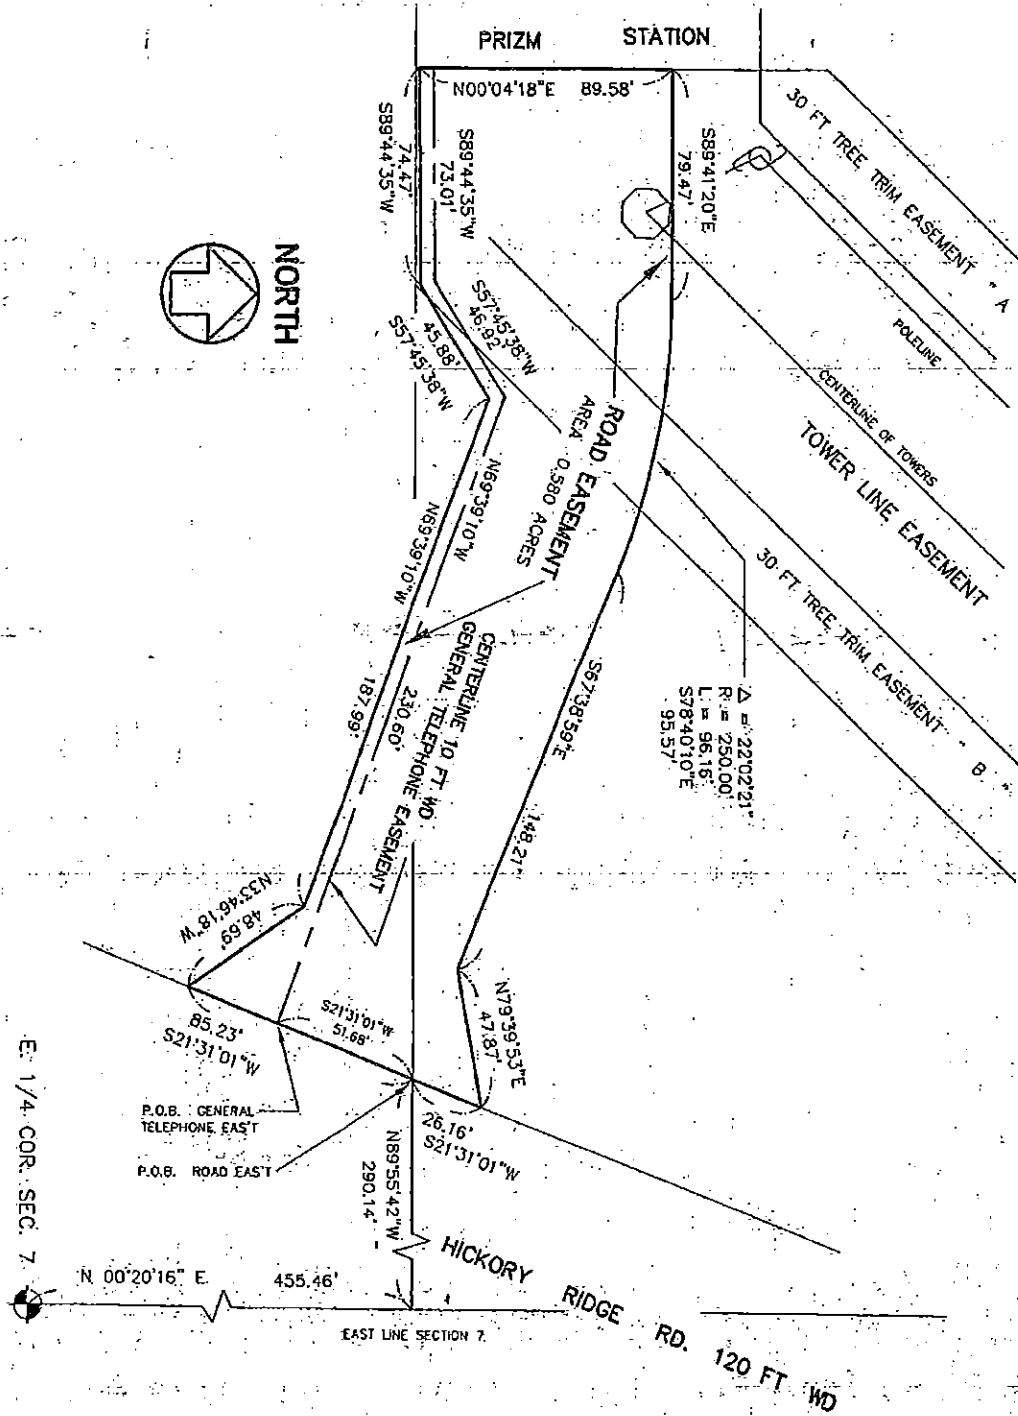 PRIZM STATION
N00°04'18"E 89.58'
S89°44'35"W
74.47'
S89°44'35"W
73.01'
S89°41'20"E
79.47'
30 FT TREE TRIM EASEMENT "A
POLELINE
CENTERLINE OF TOWERS
TOWER LINE EASEMENT
30 FT TREE TRIM EASEMENT "B"
NORTH
S57°45'38"W
46.92'
45.88'
S57°45'38"W
ROAD EASEMENT
AREA 0.580 ACRES
N69°39'10"W
N69°39'10"W
187.99'
230.60'
CENTERLINE 10 FT WD
GENERAL TELEPHONE EASEMENT
S67°38'59"E
148.21'
Δ = 22°02'21"
R = 250.00'
L = 96.16'
S78°40'10"E
95.57'
N33°46'18"W
48.69'
N79°39'53"E
47.87'
S21°31'01"W
51.68'
85.23'
S21°31'01"W
26.16'
S21°31'01"W
P.O.B. GENERAL
TELEPHONE EAS'T
P.O.B. ROAD EAS'T
N89°55'42"W
290.14'
HICKORY RIDGE RD. 120 FT WD
E 1/4 COR. SEC. 7
N 00°20'16" E 455.46'
EAST LINE SECTION 7